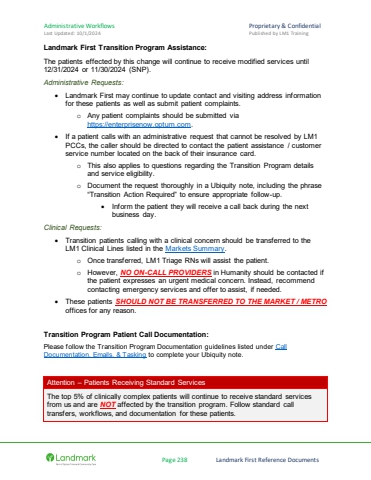 Administrative Workflows Proprietary & Confidential
Last Updated: 10/1/2024 Published by LM1 Training
Landmark First Transition Program Assistance:
The patients effected by this change will continue to receive modified services until
12/31/2024 or 11/30/2024 (SNP).
Administrative Requests:
• Landmark First may continue to update contact and visiting address information
for these patients as well as submit patient complaints.
o Any patient complaints should be submitted via
https://enterprisenow.optum.com.
• If a patient calls with an administrative request that cannot be resolved by LM1
PCCs, the caller should be directed to contact the patient assistance / customer
service number located on the back of their insurance card.
o This also applies to questions regarding the Transition Program details
and service eligibility.
o Document the request thoroughly in a Ubiquity note, including the phrase
"Transition Action Required" to ensure appropriate follow-up.
▪ Inform the patient they will receive a call back during the next
business day.
Clinical Requests:
• Transition patients calling with a clinical concern should be transferred to the
LM1 Clinical Lines listed in the Markets Summary.
o Once transferred, LM1 Triage RNs will assist the patient.
o However, NO ON-CALL PROVIDERS in Humanity should be contacted if
the patient expresses an urgent medical concern. Instead, recommend
contacting emergency services and offer to assist, if needed.
• These patients SHOULD NOT BE TRANSFERRED TO THE MARKET / METRO
offices for any reason.
Transition Program Patient Call Documentation:
Please follow the Transition Program Documentation guidelines listed under Call
Documentation, Emails, & Tasking to complete your Ubiquity note.
Attention – Patients Receiving Standard Services
The top 5% of clinically complex patients will continue to receive standard services
from us and are NOT affected by the transition program. Follow standard call
transfers, workflows, and documentation for these patients.
Landmark Page 238 Landmark First Reference Documents